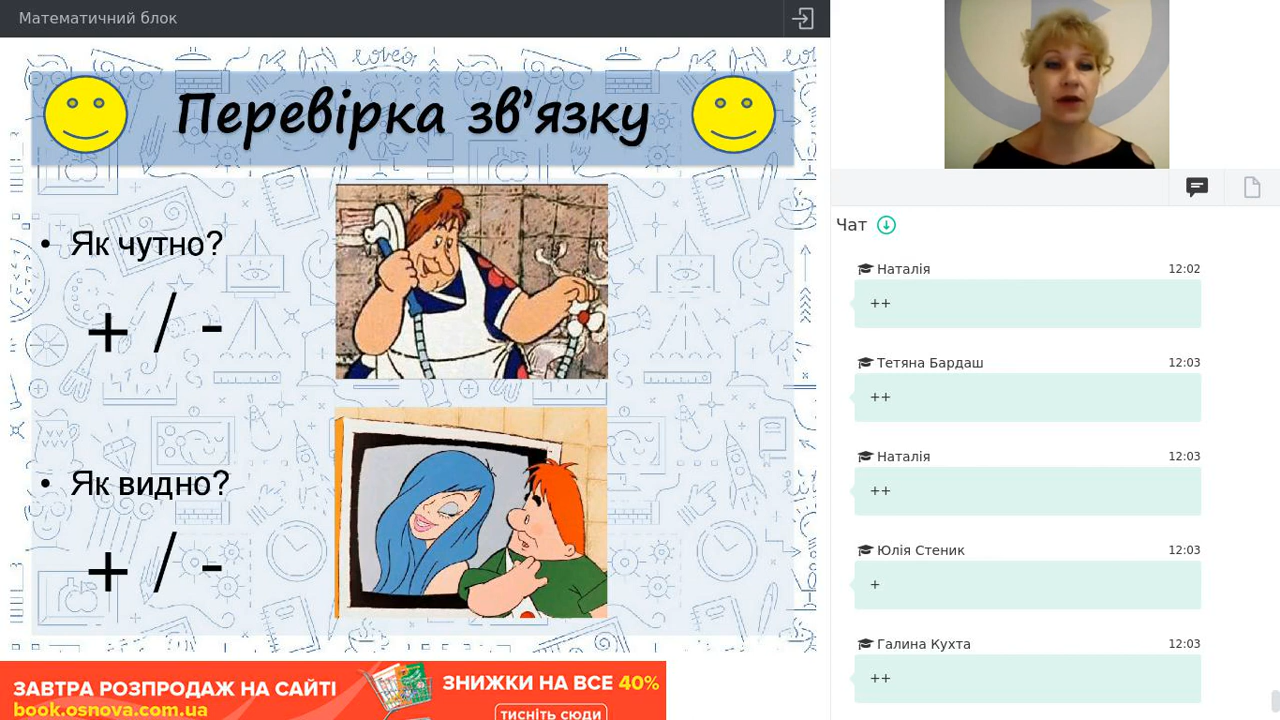 Математичний блок
Перевірка зв’язку
• Як чутно?
+ / -
• Як видно?
+ / -
ЗАВТРА РОЗПРОДАЖ НА САЙТІ
book.osnova.com.ua
ЗНИЖКИ НА ВСЕ 40%
тисніть сюди
Чат
Наталія 12:02
++
Тетяна Бардаш 12:03
++
Наталія 12:03
++
Юлія Стеник 12:03
+
Галина Кухта 12:03
++